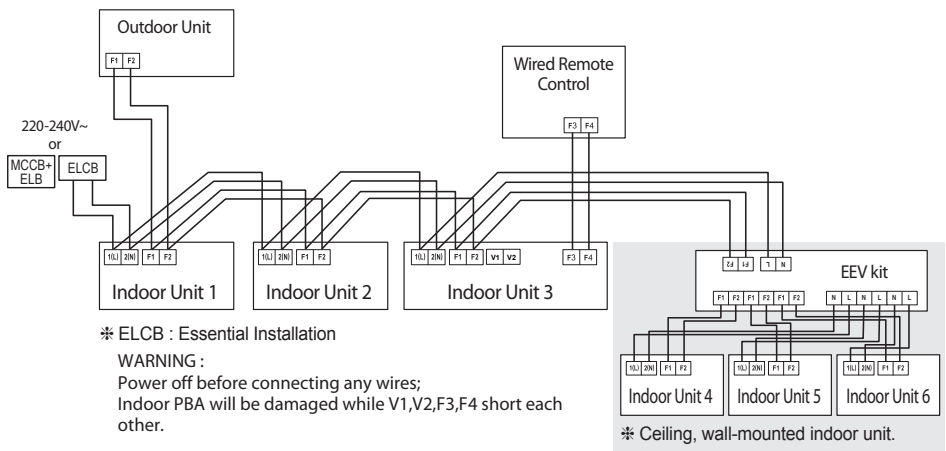 Outdoor Unit
F1 F2
Wired Remote
Control
F3 F4
220-240V~
or
MCCB+
ELB
ELCB
1(L) 2(N) F1 F2
Indoor Unit 1
1(L) 2(N) F1 F2
Indoor Unit 2
1(L) 2(N) F1 F2 V1 V2 F3 F4
Indoor Unit 3
F2 F1 L N
EEV kit
F1 F2 F1 F2 F1 F2 N L N L N L
1(L) 2(N) F1 F2
Indoor Unit 4
1(L) 2(N) F1 F2
Indoor Unit 5
1(L) 2(N) F1 F2
Indoor Unit 6
❈ Ceiling, wall-mounted indoor unit.
❈ ELCB : Essential Installation
WARNING :
Power off before connecting any wires;
Indoor PBA will be damaged while V1,V2,F3,F4 short each
other.